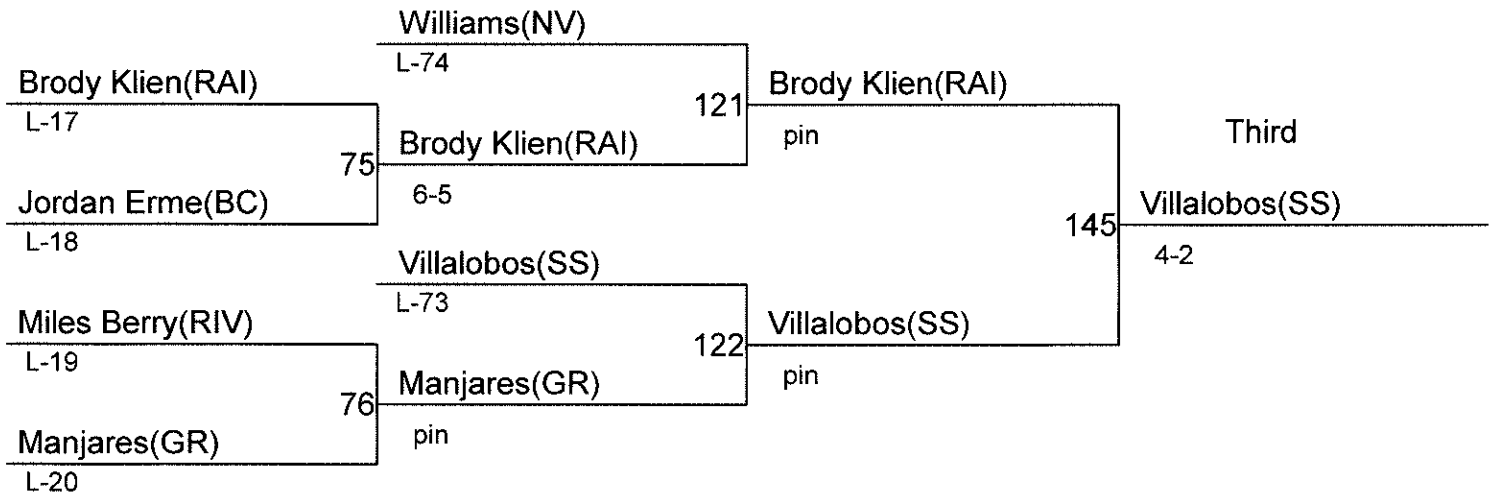 Williams(NV)
L-74
Brody Klien(RAI)
L-17
121
Brody Klien(RAI)
pin
Third
75
Brody Klien(RAI)
6-5
Jordan Erme(BC)
L-18
145
Villalobos(SS)
4-2
Villalobos(SS)
L-73
Miles Berry(RIV)
L-19
122
Villalobos(SS)
pin
76
Manjares(GR)
pin
Manjares(GR)
L-20